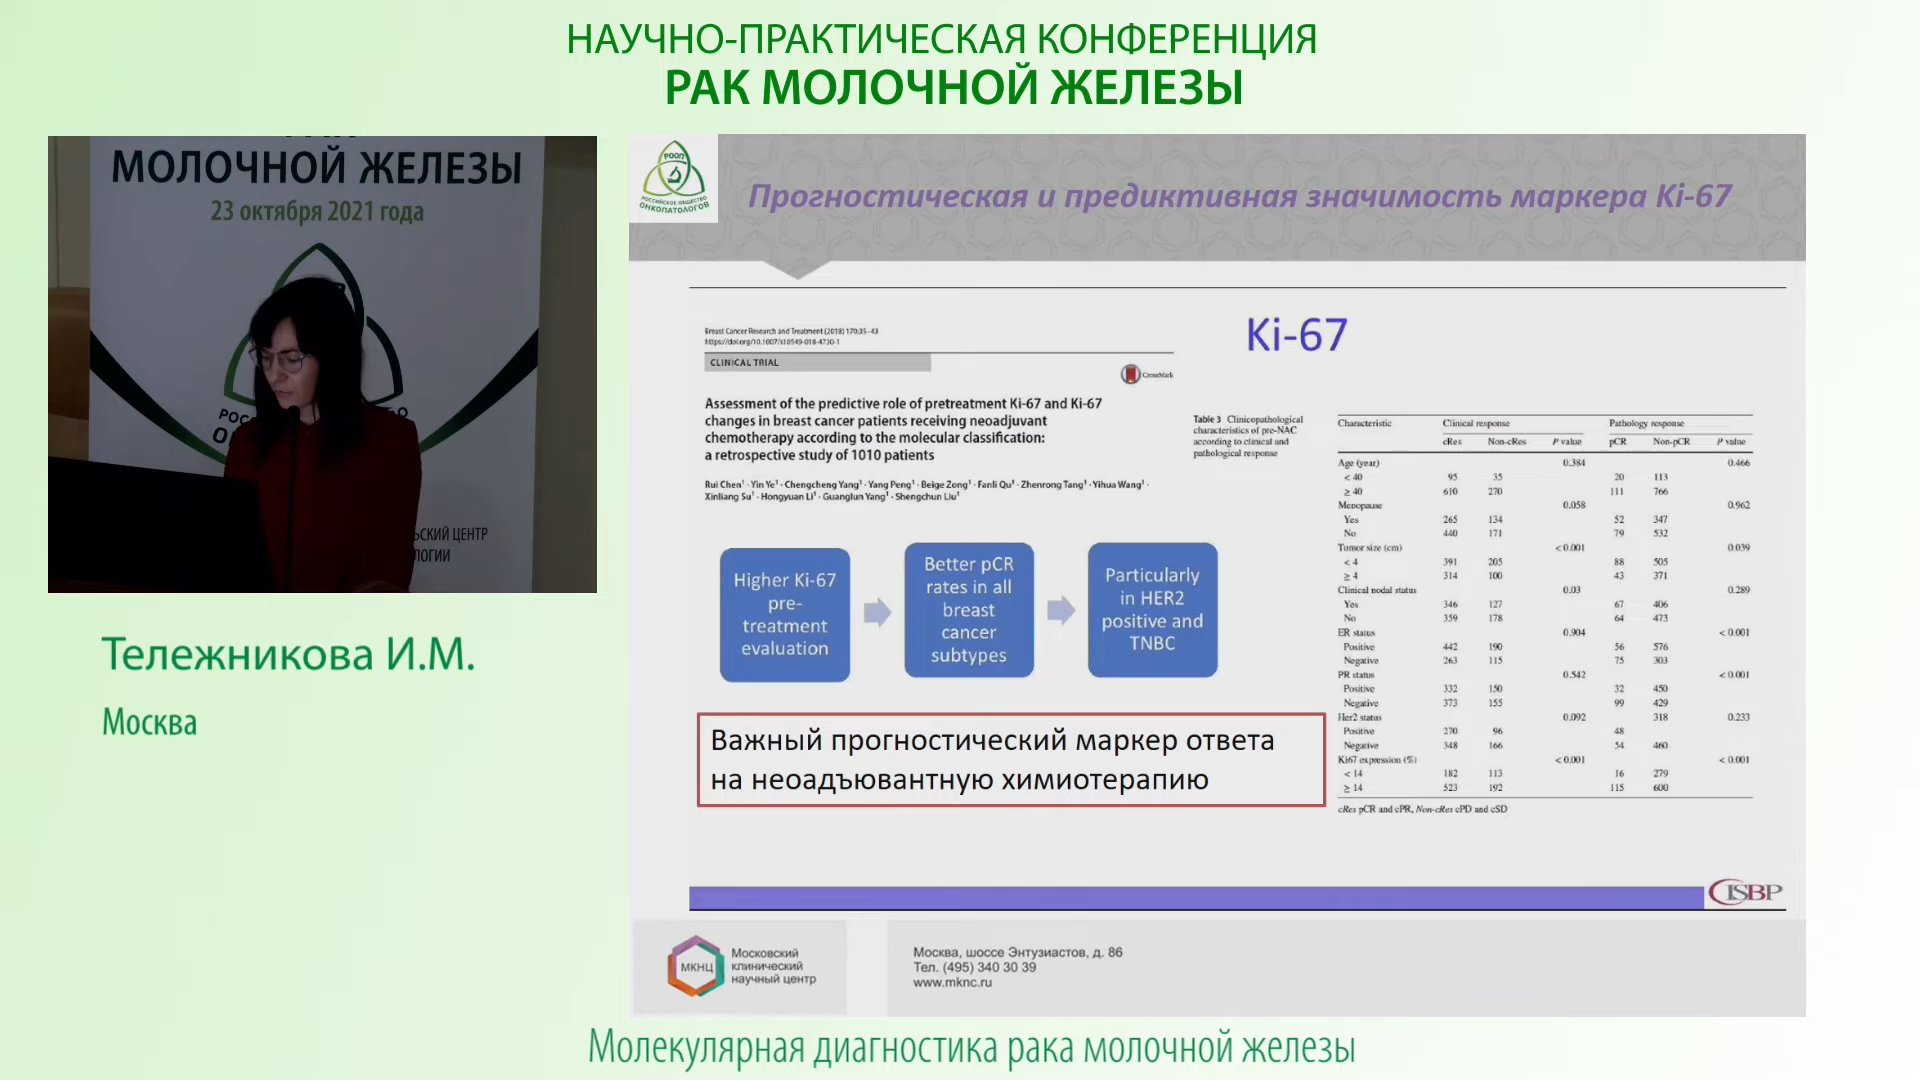 НАУЧНО-ПРАКТИЧЕСКАЯ КОНФЕРЕНЦИЯ
РАК МОЛОЧНОЙ ЖЕЛЕЗЫ
МОЛОЧНОЙ ЖЕЛЕЗЫ
23 октября 2021 года
РОС
О
СКИЙ ЦЕНТР
ЛОГИИ
Тележникова И.М.
Москва
РООП
РОССИЙСКОЕ ОБЩЕСТВО
ОНКОПАТОЛОГОВ
Прогностическая и предиктивная значимость маркера Ki-67
Breast Cancer Research and Treatment (2018) 170:35–43
https://doi.org/10.1007/s10549-018-4730-1
CLINICAL TRIAL
CrossMark
Assessment of the predictive role of pretreatment Ki-67 and Ki-67
changes in breast cancer patients receiving neoadjuvant
chemotherapy according to the molecular classification:
a retrospective study of 1010 patients
Rui Chen¹ · Yin Ye¹ · Chengcheng Yang¹ · Yang Peng¹ · Beige Zong¹ · Fanli Qu¹ · Zhenrong Tang¹ · Yihua Wang¹ ·
Xinliang Su¹ · Hongyuan Li¹ · Guanglun Yang¹ · Shengchun Liu¹
Ki-67
Higher Ki-67
pre-
treatment
evaluation
Better pCR
rates in all
breast
cancer
subtypes
Particularly
in HER2
positive and
TNBC
Важный прогностический маркер ответа
на неоадъювантную химиотерапию
Table 3 Clinicopathological
characteristics of pre-NAC
according to clinical and
pathological response
Characteristic Clinical response Pathology response
cRes Non-cRes P value pCR Non-pCR P value
Age (year) 0.384 0.466
< 40 95 35 20 113
≥ 40 610 270 111 766
Menopause 0.058 0.962
Yes 265 134 52 347
No 440 171 79 532
Tumor size (cm) < 0.001 0.039
< 4 391 205 88 505
≥ 4 314 100 43 371
Clinical nodal status 0.03 0.289
Yes 346 127 67 406
No 359 178 64 473
ER status 0.904 < 0.001
Positive 442 190 56 576
Negative 263 115 75 303
PR status 0.542 < 0.001
Positive 332 150 32 450
Negative 373 155 99 429
Her2 status 0.092 318 0.233
Positive 270 96 48
Negative 348 166 54 460
Ki67 expression (%) < 0.001 < 0.001
< 14 182 113 16 279
≥ 14 523 192 115 600
cRes pCR and cPR, Non-cRes cPD and cSD
ISBP
МКНЦ
Московский
клинический
научный центр
Москва, шоссе Энтузиастов, д. 86
Тел. (495) 340 30 39
www.mknc.ru
Молекулярная диагностика рака молочной железы